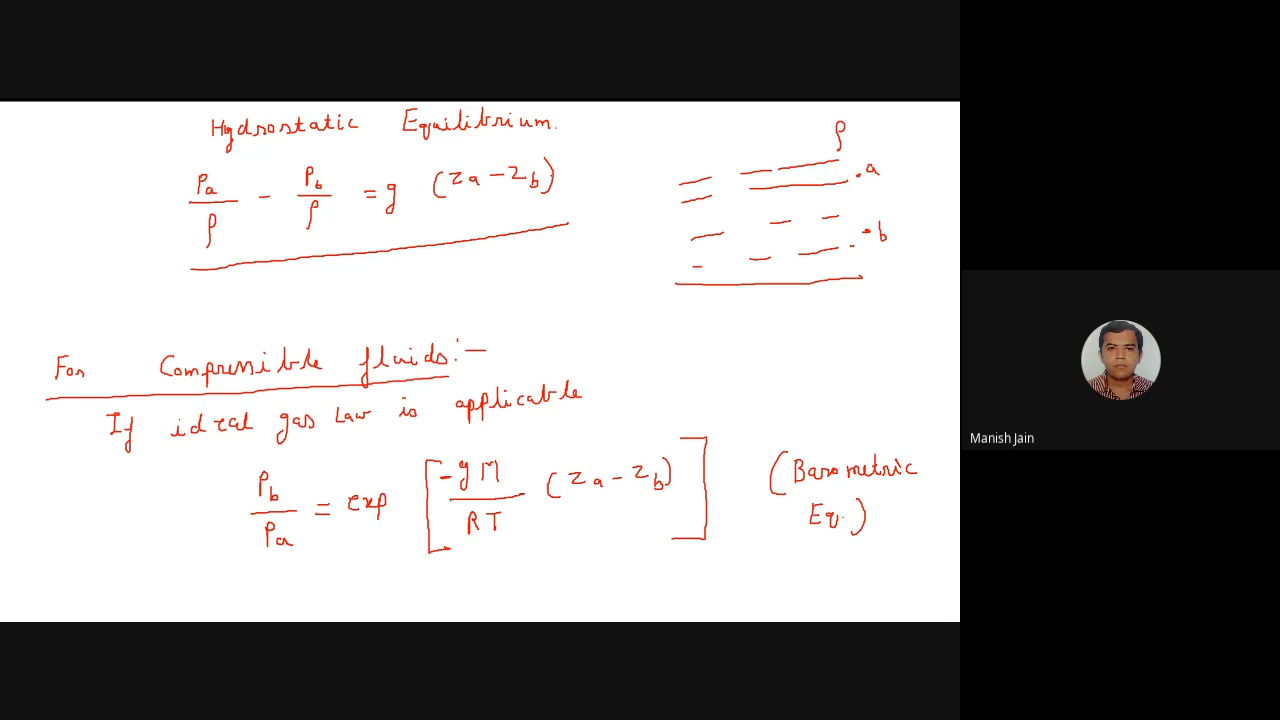 Hydrostatic Equilibrium.
Pa/ρ - Pb/ρ = g (za - zb)
ρ
a
b
For Compressible fluids:-
If ideal gas Law is applicable
Pb/Pa = exp [-gM/RT (za - zb)] (Barometric
Eq.)
Manish Jain